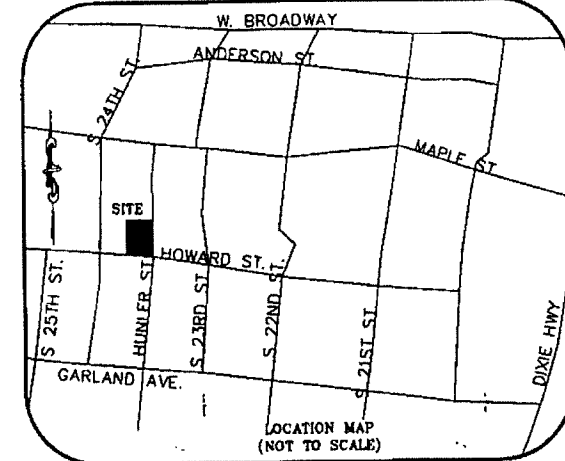 W. BROADWAY
ANDERSON ST.
S 24TH ST.
MAPLE ST
SITE
HOWARD ST.
S 25TH ST.
HUNLER ST
S 23RD ST
S 22ND ST.
S 21ST ST
DIXIE HWY
GARLAND AVE.
LOCATION MAP
(NOT TO SCALE)